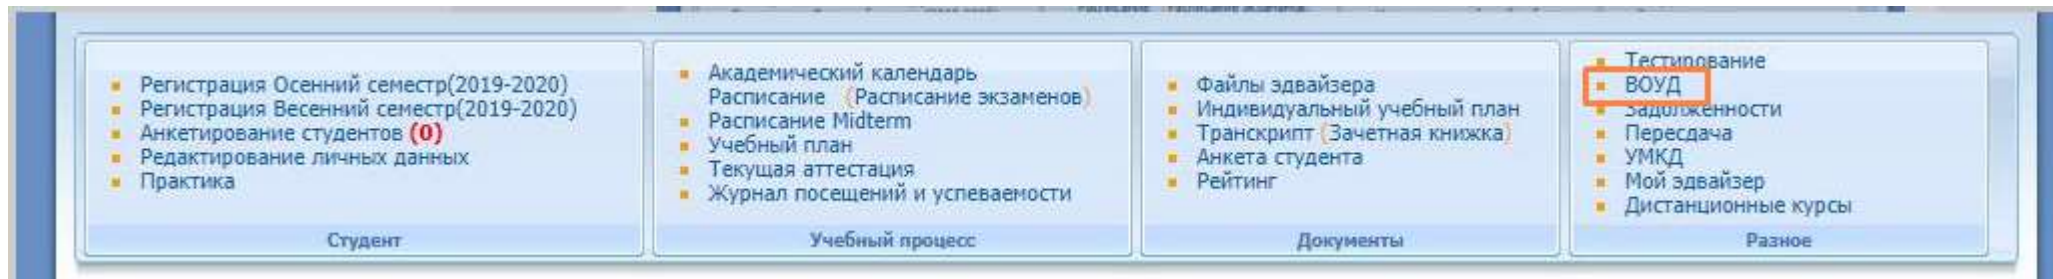 Регистрация Осенний семестр(2019-2020)
Регистрация Весенний семестр(2019-2020)
Анкетирование студентов (0)
Редактирование личных данных
Практика
Студент
Академический календарь
Расписание (Расписание экзаменов)
Расписание Midterm
Учебный план
Текущая аттестация
Журнал посещений и успеваемости
Учебный процесс
Файлы эдвайзера
Индивидуальный учебный план
Транскрипт (Зачетная книжка)
Анкета студента
Рейтинг
Документы
Тестирование
ВОУД
Задолженности
Пересдача
УМКД
Мой эдвайзер
Дистанционные курсы
Разное